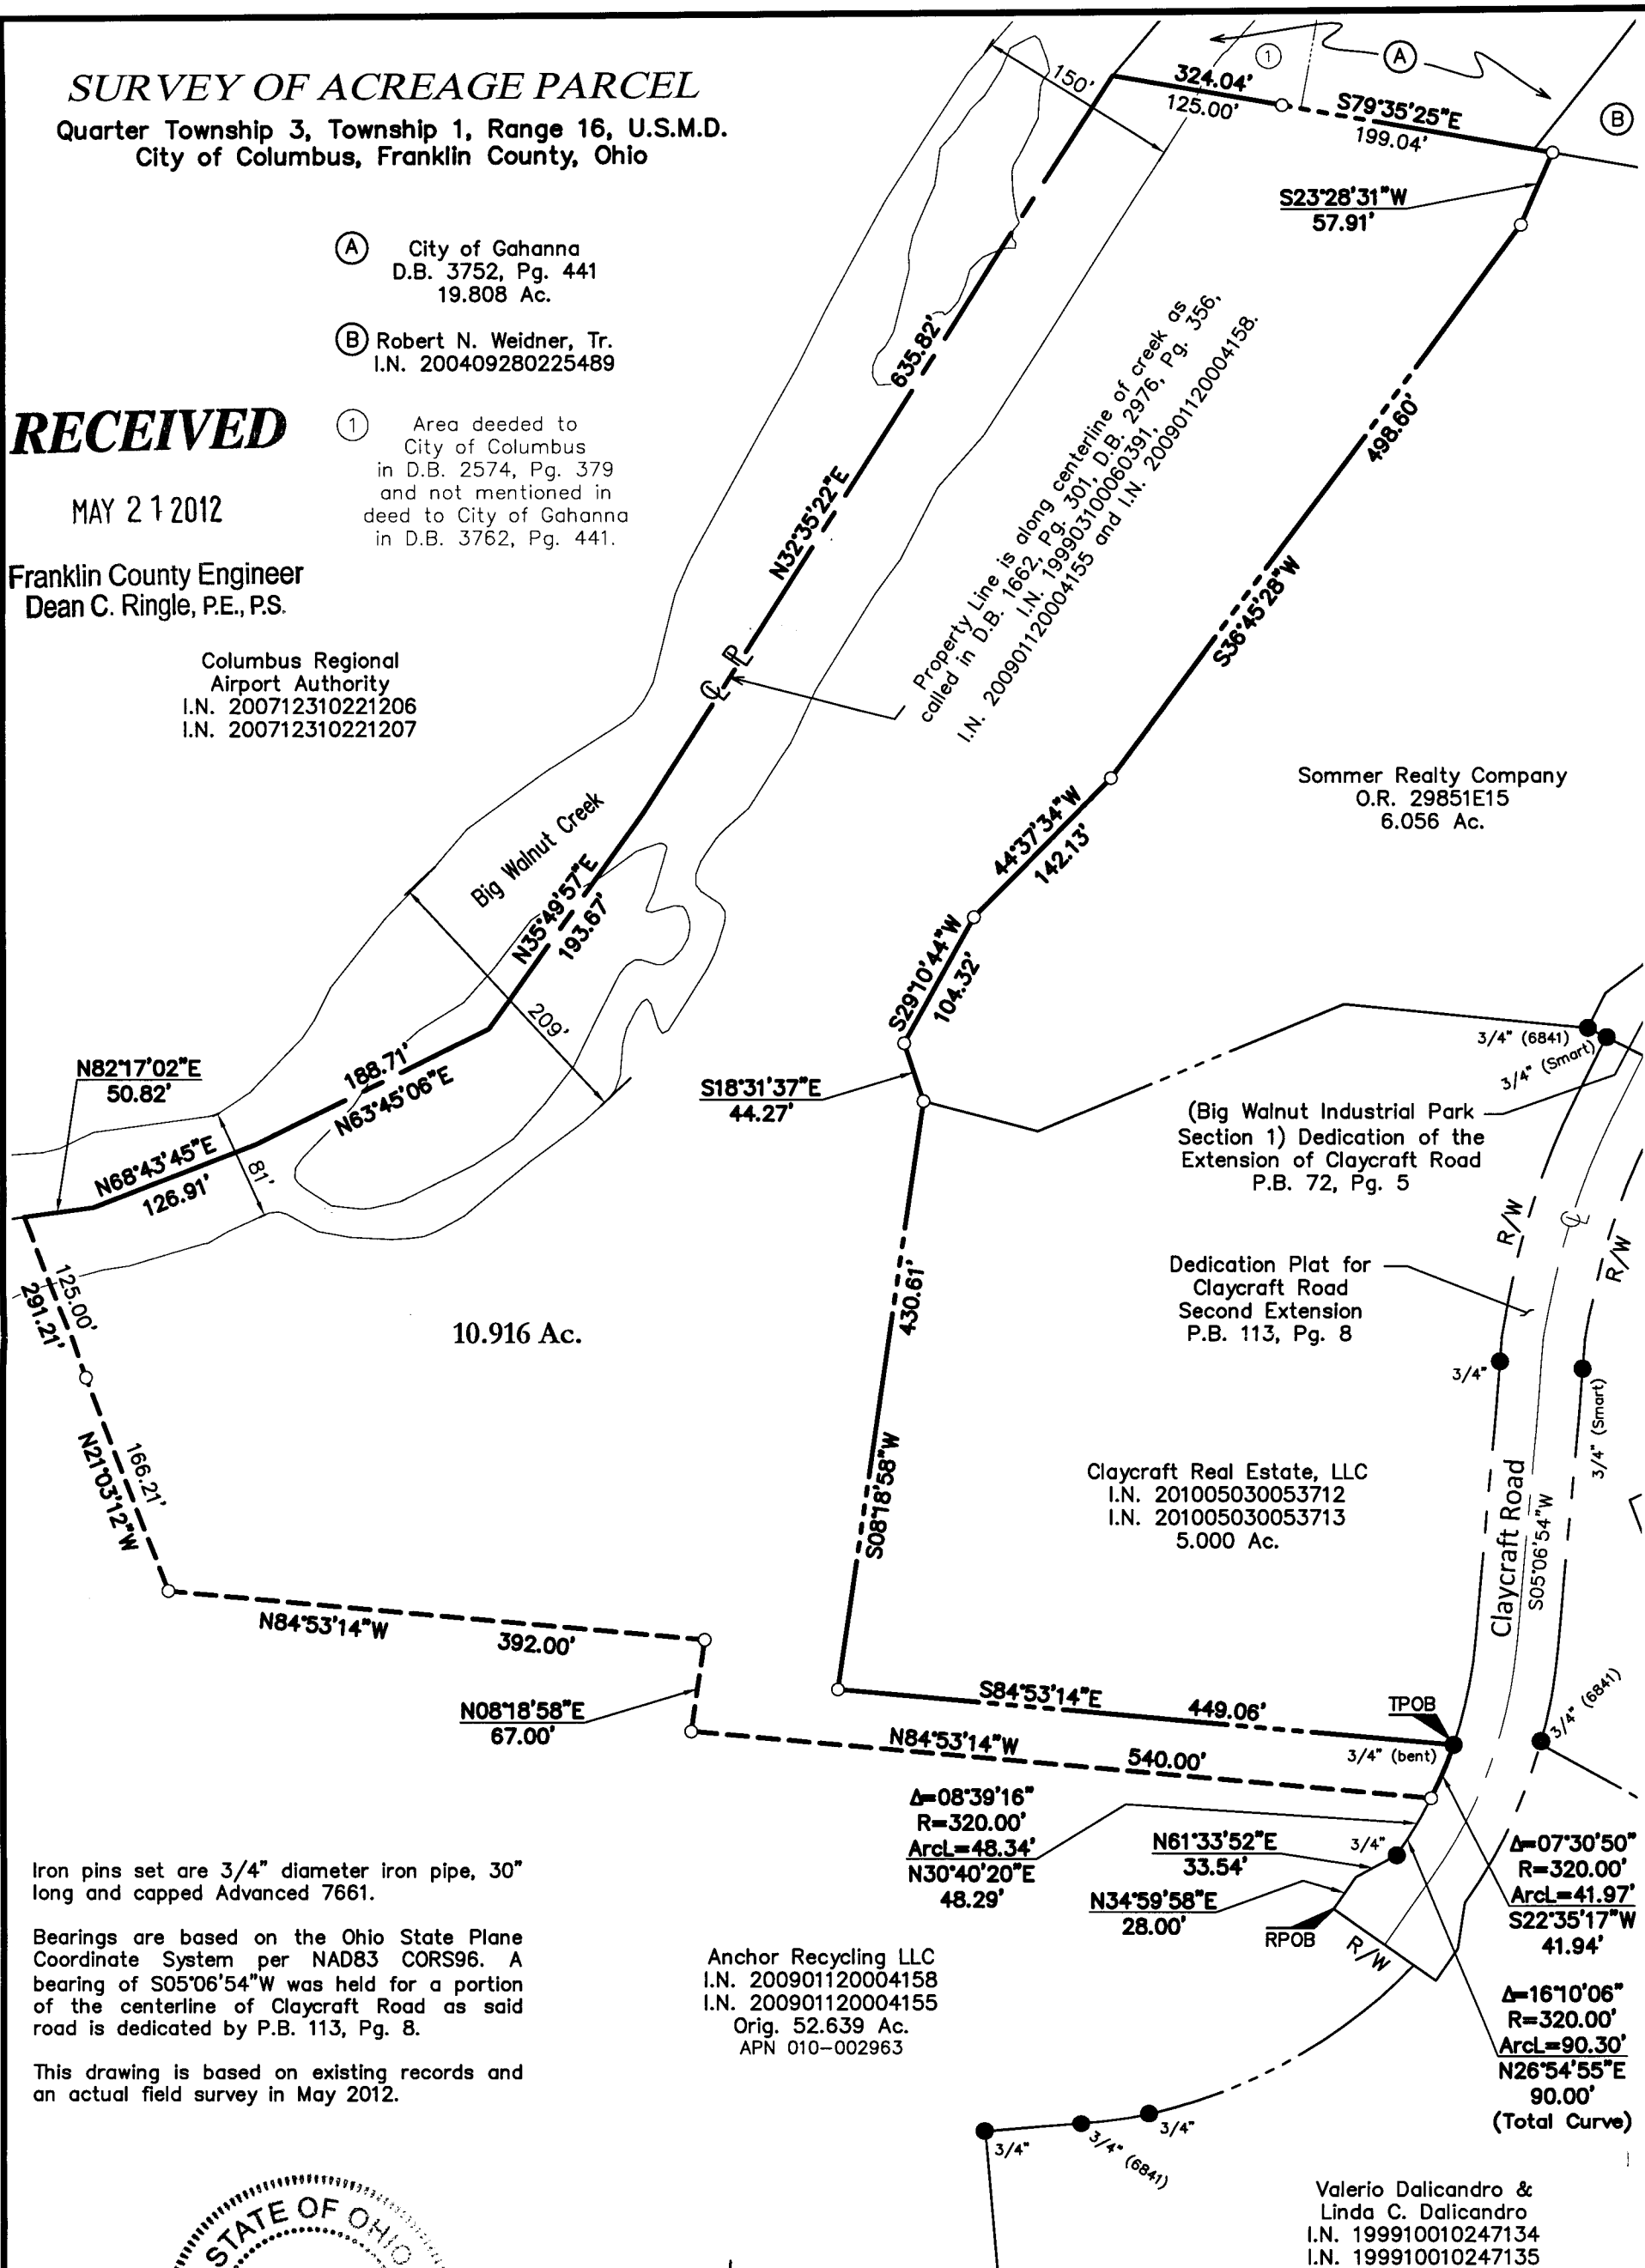 SURVEY OF ACREAGE PARCEL
Quarter Township 3, Township 1, Range 16, U.S.M.D.
City of Columbus, Franklin County, Ohio
A
City of Gahanna
D.B. 3752, Pg. 441
19.808 Ac.
B
Robert N. Weidner, Tr.
I.N. 200409280225489
RECEIVED
MAY 21 2012
Franklin County Engineer
Dean C. Ringle, P.E., P.S.
1
Area deeded to
City of Columbus
in D.B. 2574, Pg. 379
and not mentioned in
deed to City of Gahanna
in D.B. 3762, Pg. 441.
Columbus Regional
Airport Authority
I.N. 200712310221206
I.N. 200712310221207
150'
324.04'
125.00'
1
A
S79°35'25"E
199.04'
B
S23°28'31"W
57.91'
635.82'
N32°35'22"E
Property Line is along centerline of creek as
called in D.B. 1662, Pg. 301, D.B. 2976, Pg. 356,
I.N. 199903100060391,
I.N. 200901120004155 and I.N. 200901120004158.
498.60'
S36°45'28"W
℄
PL
Sommer Realty Company
O.R. 29851E15
6.056 Ac.
Big Walnut Creek
N35°49'57"E
193.67'
44°37'34"W
142.13'
S29°10'44"W
104.32'
209'
N82°17'02"E
50.82'
188.71'
N63°45'06"E
S18°31'37"E
44.27'
N68°43'45"E
126.91'
81'
3/4" (6841)
3/4" (Smart)
(Big Walnut Industrial Park
Section 1) Dedication of the
Extension of Claycraft Road
P.B. 72, Pg. 5
R/W
℄
R/W
Dedication Plat for
Claycraft Road
Second Extension
P.B. 113, Pg. 8
125.00'
291.21'
10.916 Ac.
430.61'
3/4"
3/4" (Smart)
N21°03'12"W
166.21'
S08°18'58"W
Claycraft Real Estate, LLC
I.N. 201005030053712
I.N. 201005030053713
5.000 Ac.
Claycraft Road
S05°06'54"W
N84°53'14"W
392.00'
N08°18'58"E
67.00'
S84°53'14"E
449.06'
TPOB
3/4" (bent)
3/4" (6841)
N84°53'14"W
540.00'
Δ=08°39'16"
R=320.00'
ArcL=48.34'
N30°40'20"E
48.29'
N61°33'52"E
33.54'
3/4"
N34°59'58"E
28.00'
RPOB
R/W
Δ=07°30'50"
R=320.00'
ArcL=41.97'
S22°35'17"W
41.94'
Δ=16°10'06"
R=320.00'
ArcL=90.30'
N26°54'55"E
90.00'
(Total Curve)
Iron pins set are 3/4" diameter iron pipe, 30"
long and capped Advanced 7661.
Bearings are based on the Ohio State Plane
Coordinate System per NAD83 CORS96. A
bearing of S05°06'54"W was held for a portion
of the centerline of Claycraft Road as said
road is dedicated by P.B. 113, Pg. 8.
This drawing is based on existing records and
an actual field survey in May 2012.
Anchor Recycling LLC
I.N. 200901120004158
I.N. 200901120004155
Orig. 52.639 Ac.
APN 010-002963
3/4"
3/4" (6841)
3/4"
Valerio Dalicandro &
Linda C. Dalicandro
I.N. 199910010247134
I.N. 199910010247135
STATE OF OHIO